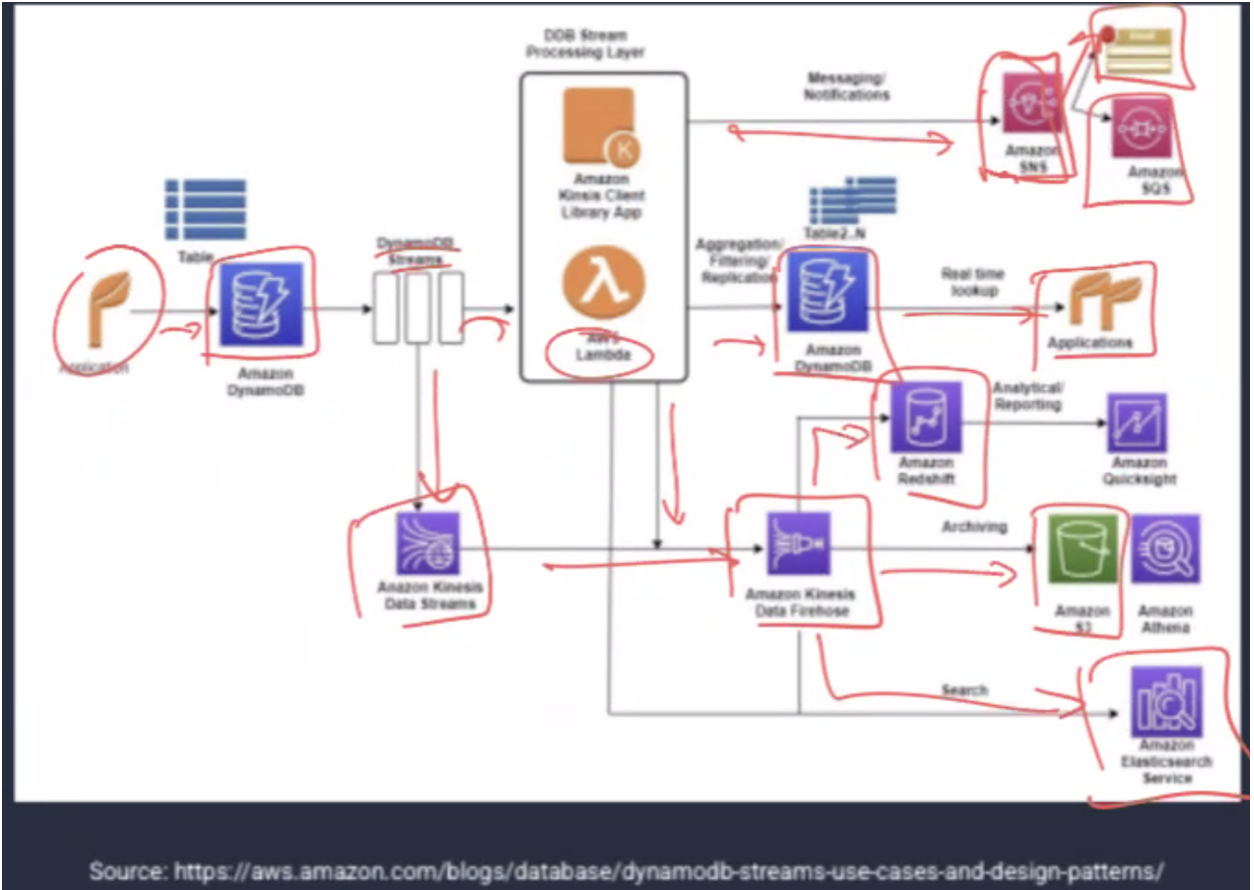 DDB Stream
Processing Layer
Messaging/
Notifications
Amazon
SNS
Amazon
SQS
Amazon
Kinsis Client
Library App
K
Table
DynamoDB
Streams
Aggregation/
Filtering/
Replication
Table2..N
Real time
lookup
Application
Amazon
DynamoDB
AWS
Lambda
Amazon
DynamoDB
Applications
Analytical/
Reporting
Amazon
Redshift
Amazon
Quicksight
Amazon Kinesis
Data Streams
Amazon Kinesis
Data Firehose
Archiving
Amazon
S3
Amazon
Athena
Search
Amazon
Elasticsearch
Service
Source: https://aws.amazon.com/blogs/database/dynamodb-streams-use-cases-and-design-patterns/